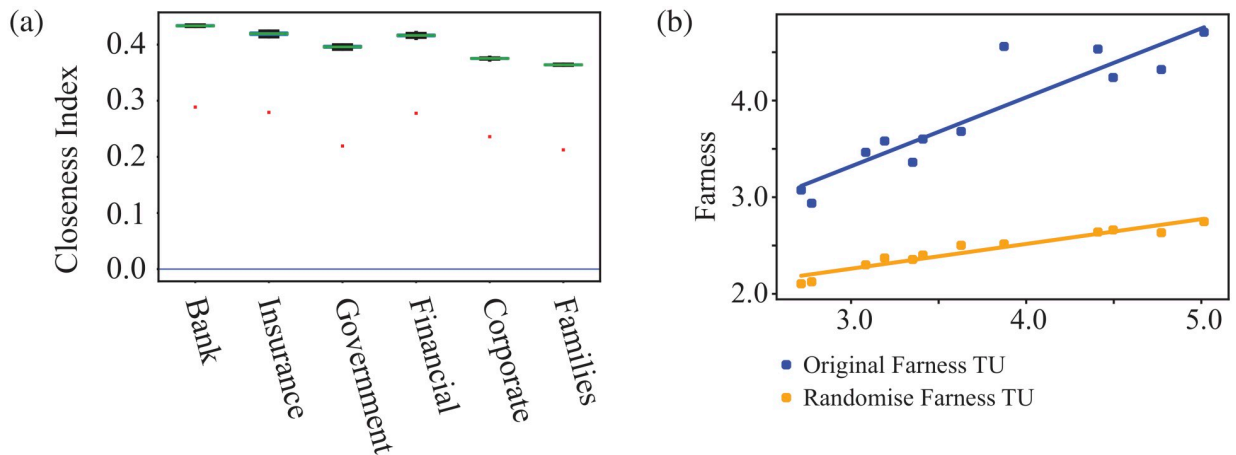 (a)
Closeness Index
0.4
0.3
0.2
0.1
0.0
Bank
Insurance
Government
Financial
Corporate
Families
(b)
Farness
4.0
3.0
2.0
3.0
4.0
5.0
Original Farness TU
Randomise Farness TU